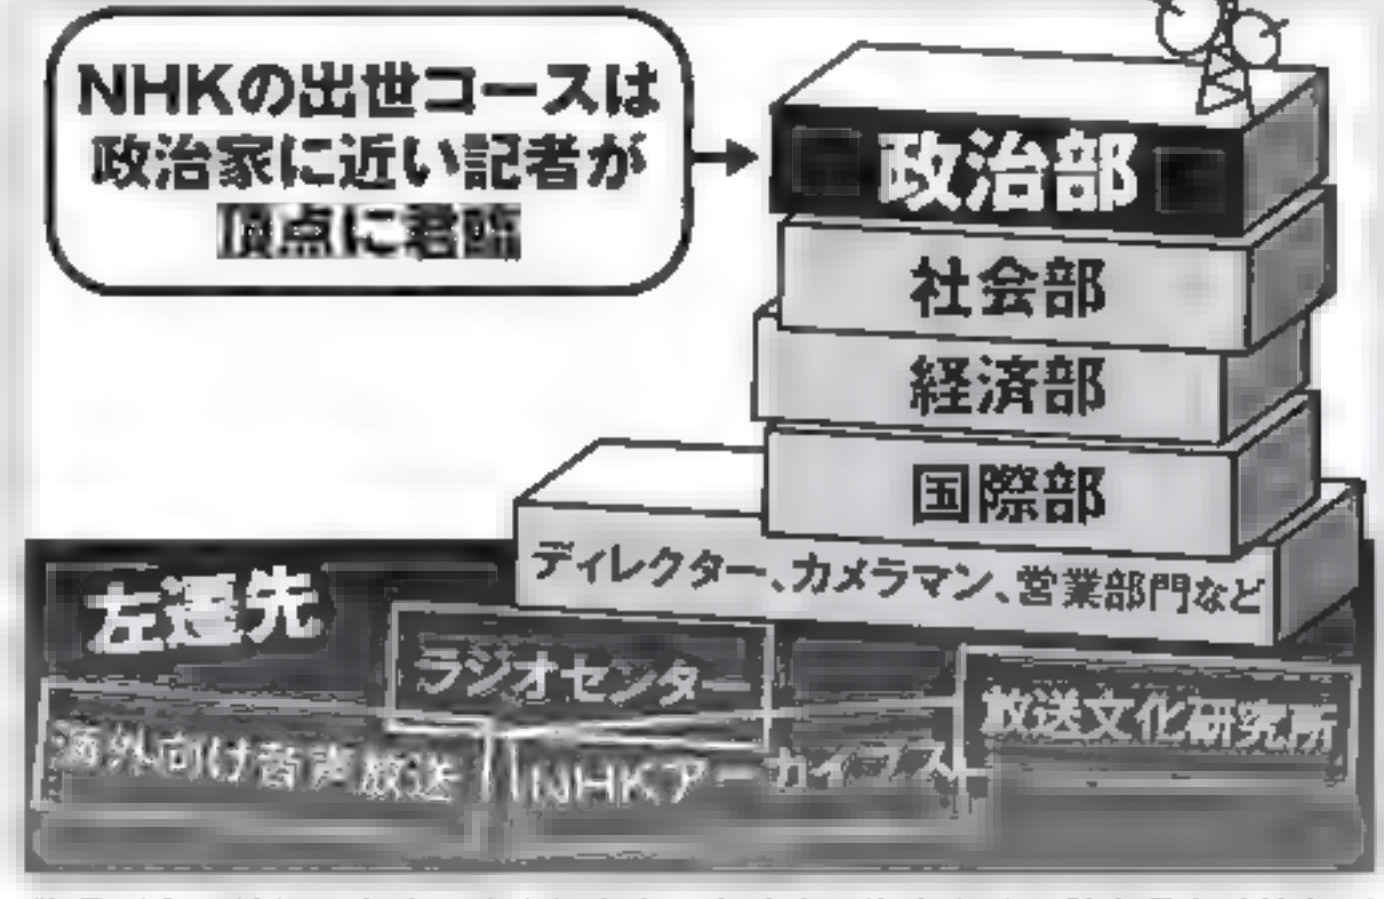 NHKの出世コースは
政治家に近い記者が
頂点に君臨
政治部
社会部
経済部
国際部
ディレクター、カメラマン、営業部門など
左遷先
ラジオセンター
海外向け音声放送
NHKアーカイブス
放送文化研究所